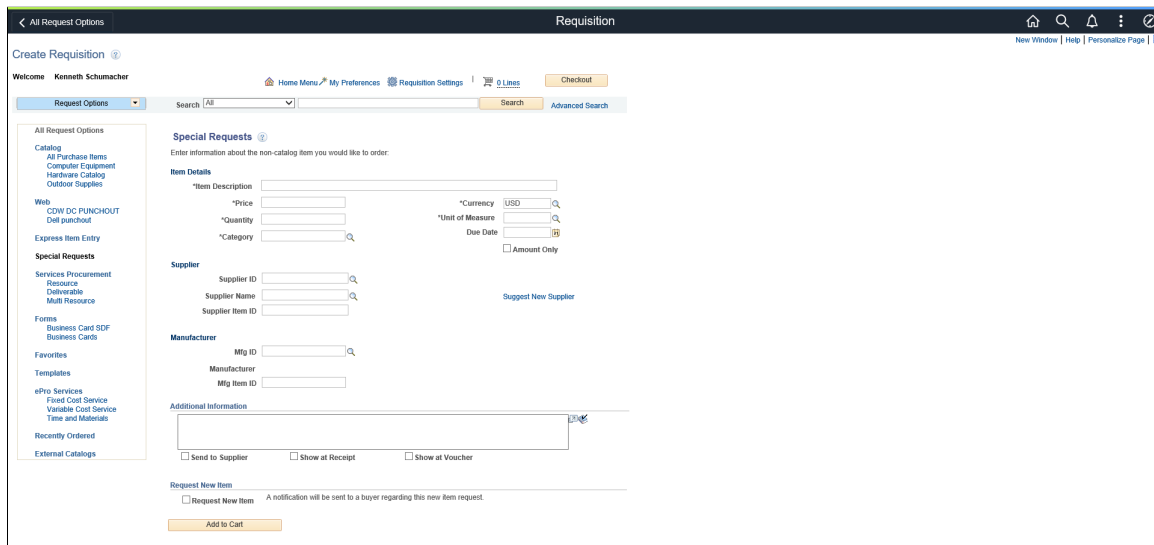 All Request Options
Requisition
New Window | Help | Personalize Page |
Create Requisition
Welcome Kenneth Schumacher
Home Menu My Preferences Requisition Settings | 0 Lines Checkout
Request Options Search All Search Advanced Search
All Request Options
Catalog
All Purchase Items
Computer Equipment
Hardware Catalog
Outdoor Supplies
Web
CDW DC PUNCHOUT
Dell punchout
Express Item Entry
Special Requests
Services Procurement
Resource
Deliverable
Multi Resource
Forms
Business Card SDF
Business Cards
Favorites
Templates
ePro Services
Fixed Cost Service
Variable Cost Service
Time and Materials
Recently Ordered
External Catalogs
Special Requests
Enter information about the non-catalog item you would like to order:
Item Details
*Item Description
*Price *Currency USD
*Quantity *Unit of Measure
*Category Due Date
Amount Only
Supplier
Supplier ID
Supplier Name Suggest New Supplier
Supplier Item ID
Manufacturer
Mfg ID
Manufacturer
Mfg Item ID
Additional Information
Send to Supplier Show at Receipt Show at Voucher
Request New Item
Request New Item A notification will be sent to a buyer regarding this new item request.
Add to Cart